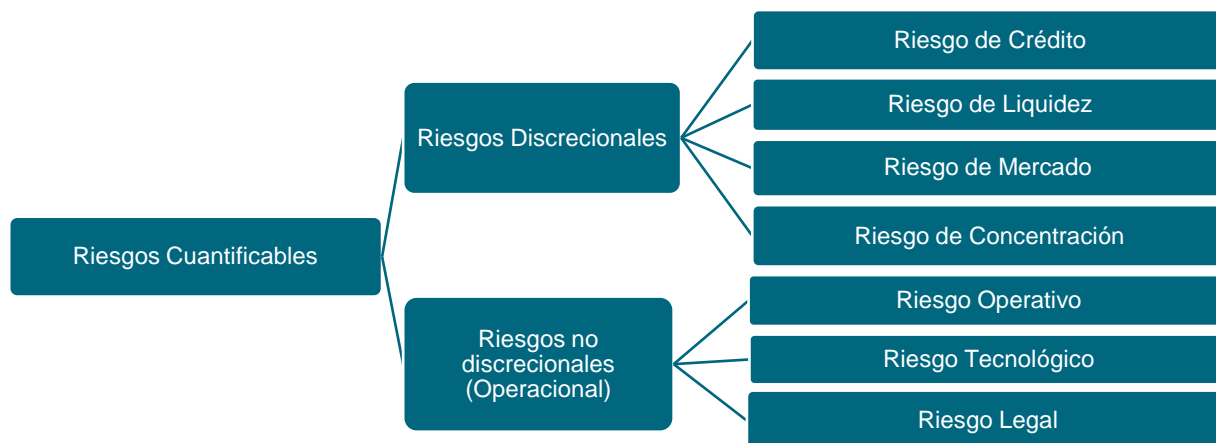 Riesgos Cuantificables
Riesgos Discrecionales
Riesgo de Crédito
Riesgo de Liquidez
Riesgo de Mercado
Riesgo de Concentración
Riesgos no
discrecionales
(Operacional)
Riesgo Operativo
Riesgo Tecnológico
Riesgo Legal